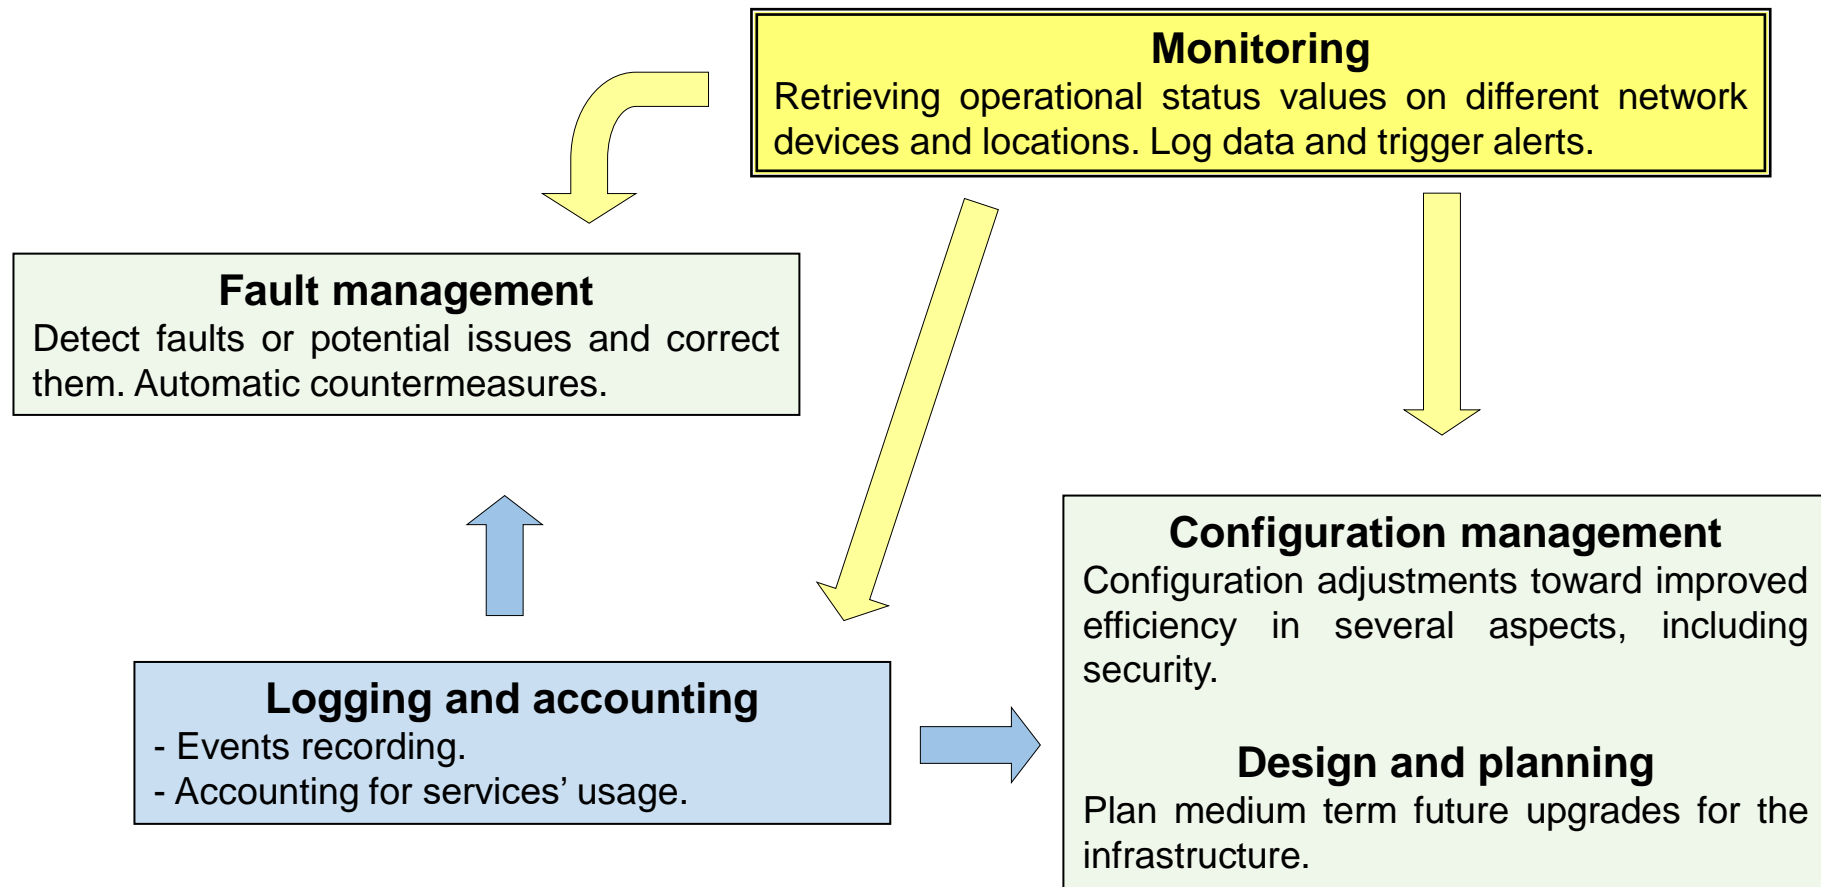 Monitoring
Retrieving operational status values on different network
devices and locations. Log data and trigger alerts.
Fault management
Detect faults or potential issues and correct
them. Automatic countermeasures.
Configuration management
Configuration adjustments toward improved
efficiency in several aspects, including
security.
Design and planning
Plan medium term future upgrades for the
infrastructure.
Logging and accounting
- Events recording.
- Accounting for services’ usage.